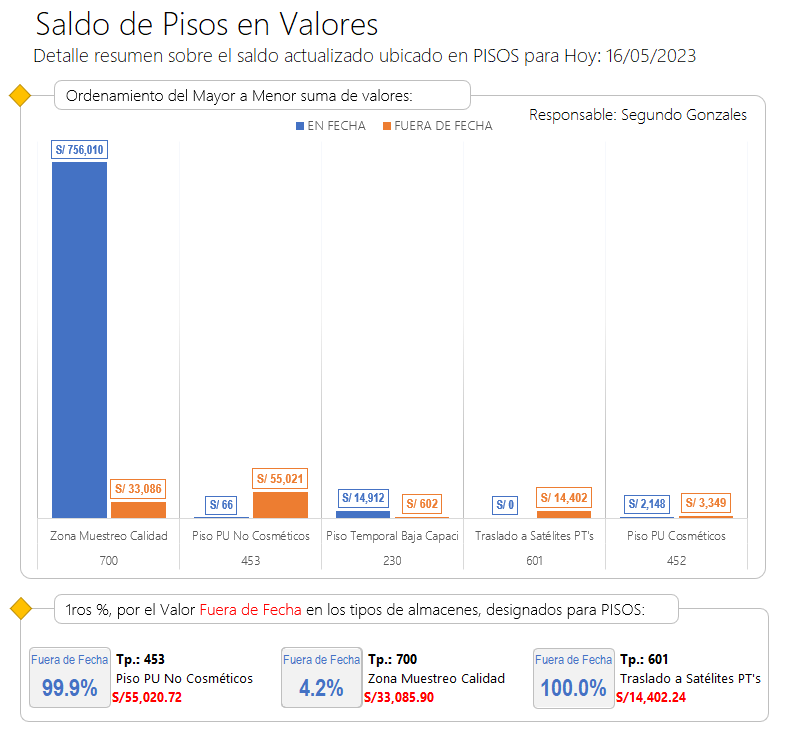 Saldo de Pisos en Valores
Detalle resumen sobre el saldo actualizado ubicado en PISOS para Hoy: 16/05/2023
Ordenamiento del Mayor a Menor suma de valores:
Responsable: Segundo Gonzales
EN FECHA FUERA DE FECHA
S/ 756,010
S/ 33,086
S/ 66
S/ 55,021
S/ 14,912
S/ 602
S/ 0
S/ 14,402
S/ 2,148
S/ 3,349
Zona Muestreo Calidad Piso PU No Cosméticos Piso Temporal Baja Capaci Traslado a Satélites PT's Piso PU Cosméticos
700 453 230 601 452
1ros %, por el Valor Fuera de Fecha en los tipos de almacenes, designados para PISOS:
Fuera de Fecha
99.9%
Tp.: 453
Piso PU No Cosméticos
S/55,020.72
Fuera de Fecha
4.2%
Tp.: 700
Zona Muestreo Calidad
S/33,085.90
Fuera de Fecha
100.0%
Tp.: 601
Traslado a Satélites PT's
S/14,402.24